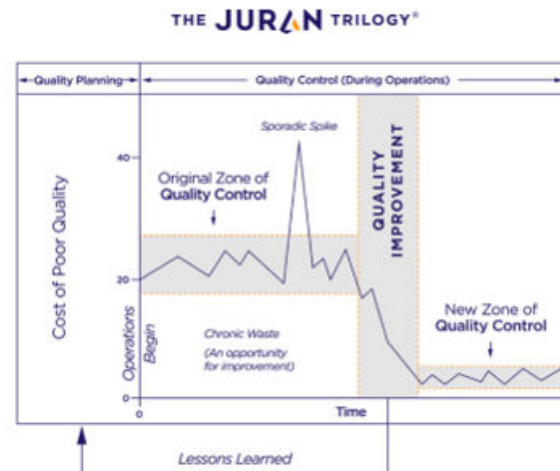 THE JURAN TRILOGY®
Quality Planning
Quality Control (During Operations)
Sporadic Spike
40
Original Zone of
Quality Control
QUALITY
IMPROVEMENT
Cost of Poor Quality
20
New Zone of
Quality Control
Operations
Begin
Chronic Waste
(An opportunity
for improvement)
0
0
Time
Lessons Learned